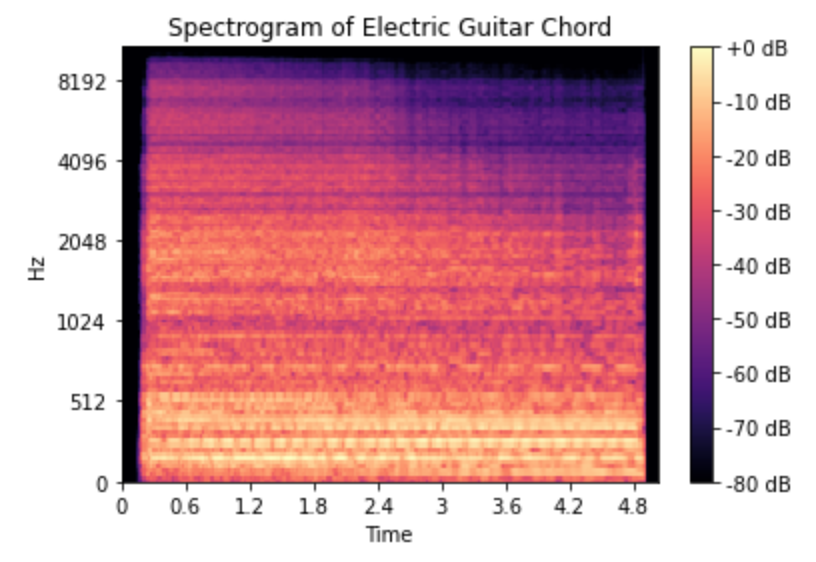 Spectrogram of Electric Guitar Chord
+0 dB
8192
-10 dB
4096
-20 dB
-30 dB
2048
Hz
-40 dB
1024
-50 dB
-60 dB
512
-70 dB
0
-80 dB
0 0.6 1.2 1.8 2.4 3 3.6 4.2 4.8
Time